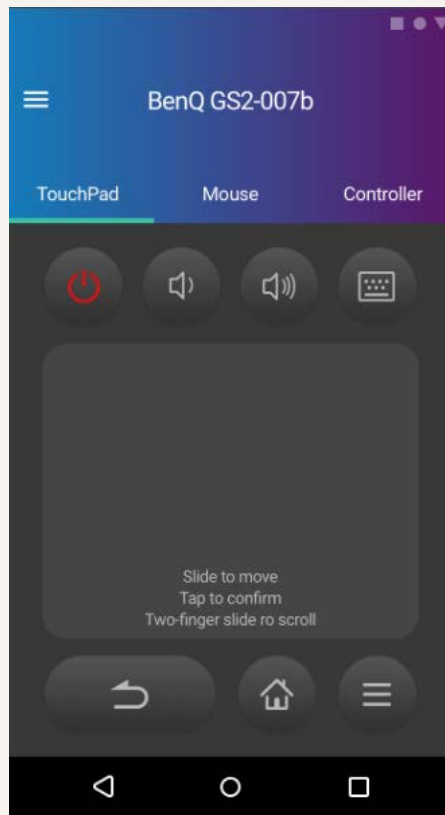 BenQ GS2-007b
TouchPad Mouse Controller
Slide to move
Tap to confirm
Two-finger slide ro scroll